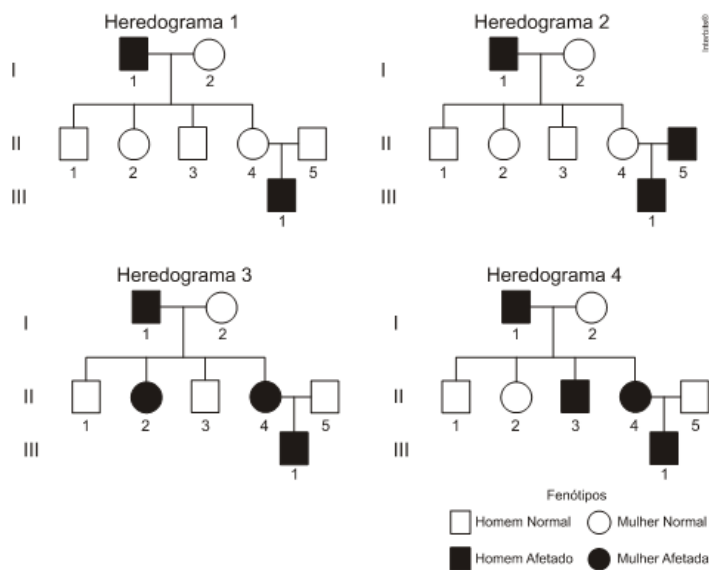 Heredograma 1
I
1
2
II
1
2
3
4
5
III
1
Heredograma 2
Interbits®
I
1
2
II
1
2
3
4
5
III
1
Heredograma 3
I
1
2
II
1
2
3
4
5
III
1
Heredograma 4
I
1
2
II
1
2
3
4
5
III
1
Fenótipos
Homem Normal
Mulher Normal
Homem Afetado
Mulher Afetada